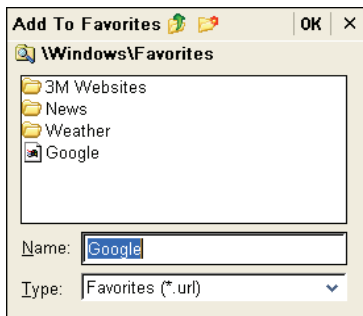 Add To Favorites OK ×
\Windows\Favorites
3M Websites
News
Weather
Google
Name: Google
Type: Favorites (*.url)